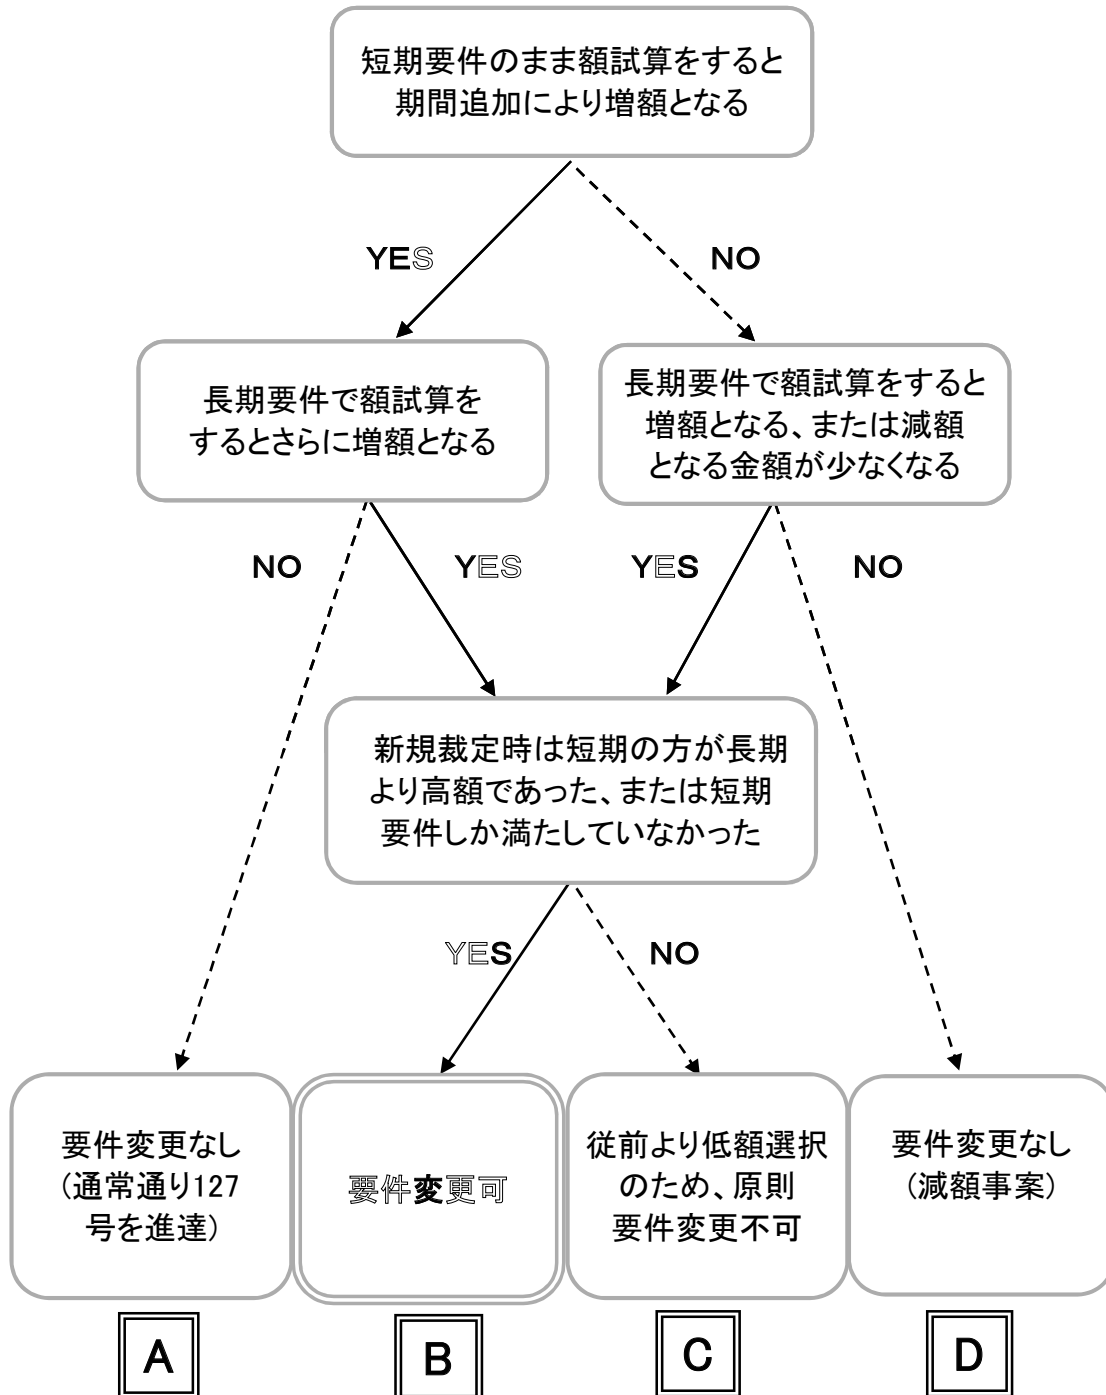 短期要件のまま額試算をすると
期間追加により増額となる
YES
NO
長期要件で額試算を
するとさらに増額となる
長期要件で額試算をすると
増額となる、または減額
となる金額が少なくなる
NO
YES
YES
NO
新規裁定時は短期の方が長期
より高額であった、または短期
要件しか満たしていなかった
YES
NO
要件変更なし
(通常通り127
号を進達)
要件変更可
従前より低額選択
のため、原則
要件変更不可
要件変更なし
(減額事案)
A
B
C
D